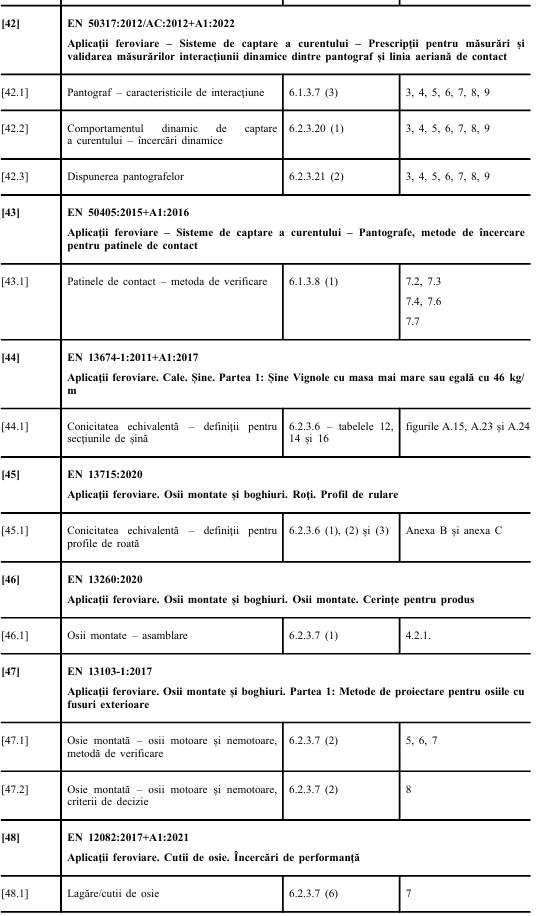 [42] EN 50317:2012/AC:2012+A1:2022
Aplicații feroviare – Sisteme de captare a curentului – Prescripții pentru măsurări și
validarea măsurărilor interacțiunii dinamice dintre pantograf și linia aeriană de contact
[42.1] Pantograf – caracteristicile de interacțiune 6.1.3.7 (3) 3, 4, 5, 6, 7, 8, 9
[42.2] Comportamentul dinamic de captare 6.2.3.20 (1) 3, 4, 5, 6, 7, 8, 9
a curentului – încercări dinamice
[42.3] Dispunerea pantografelor 6.2.3.21 (2) 3, 4, 5, 6, 7, 8, 9
[43] EN 50405:2015+A1:2016
Aplicații feroviare – Sisteme de captare a curentului – Pantografe, metode de încercare
pentru patinele de contact
[43.1] Patinele de contact – metoda de verificare 6.1.3.8 (1) 7.2, 7.3
7.4, 7.6
7.7
[44] EN 13674-1:2011+A1:2017
Aplicații feroviare. Cale. Șine. Partea 1: Șine Vignole cu masa mai mare sau egală cu 46 kg/
m
[44.1] Conicitatea echivalentă – definiții pentru 6.2.3.6 – tabelele 12, figurile A.15, A.23 și A.24
secțiunile de șină 14 și 16
[45] EN 13715:2020
Aplicații feroviare. Osii montate și boghiuri. Roți. Profil de rulare
[45.1] Conicitatea echivalentă – definiții pentru 6.2.3.6 (1), (2) și (3) Anexa B și anexa C
profile de roată
[46] EN 13260:2020
Aplicații feroviare. Osii montate și boghiuri. Osii montate. Cerințe pentru produs
[46.1] Osii montate – asamblare 6.2.3.7 (1) 4.2.1.
[47] EN 13103-1:2017
Aplicații feroviare. Osii montate și boghiuri. Partea 1: Metode de proiectare pentru osiile cu
fusuri exterioare
[47.1] Osie montată – osii motoare și nemotoare, 6.2.3.7 (2) 5, 6, 7
metodă de verificare
[47.2] Osie montată – osii motoare și nemotoare, 6.2.3.7 (2) 8
criterii de decizie
[48] EN 12082:2017+A1:2021
Aplicații feroviare. Cutii de osie. Încercări de performanță
[48.1] Lagăre/cutii de osie 6.2.3.7 (6) 7